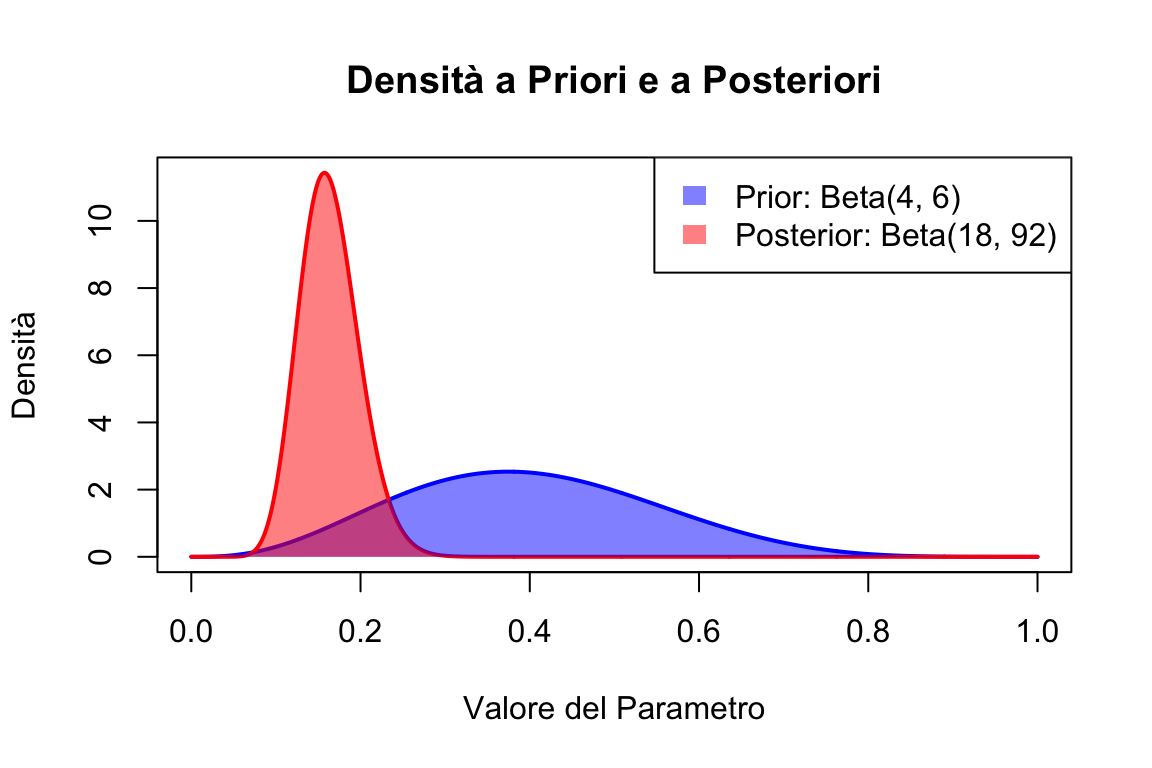 Densità a Priori e a Posteriori
Prior: Beta(4, 6)
Posterior: Beta(18, 92)
Densità
10
8
6
4
2
0
0.0 0.2 0.4 0.6 0.8 1.0
Valore del Parametro